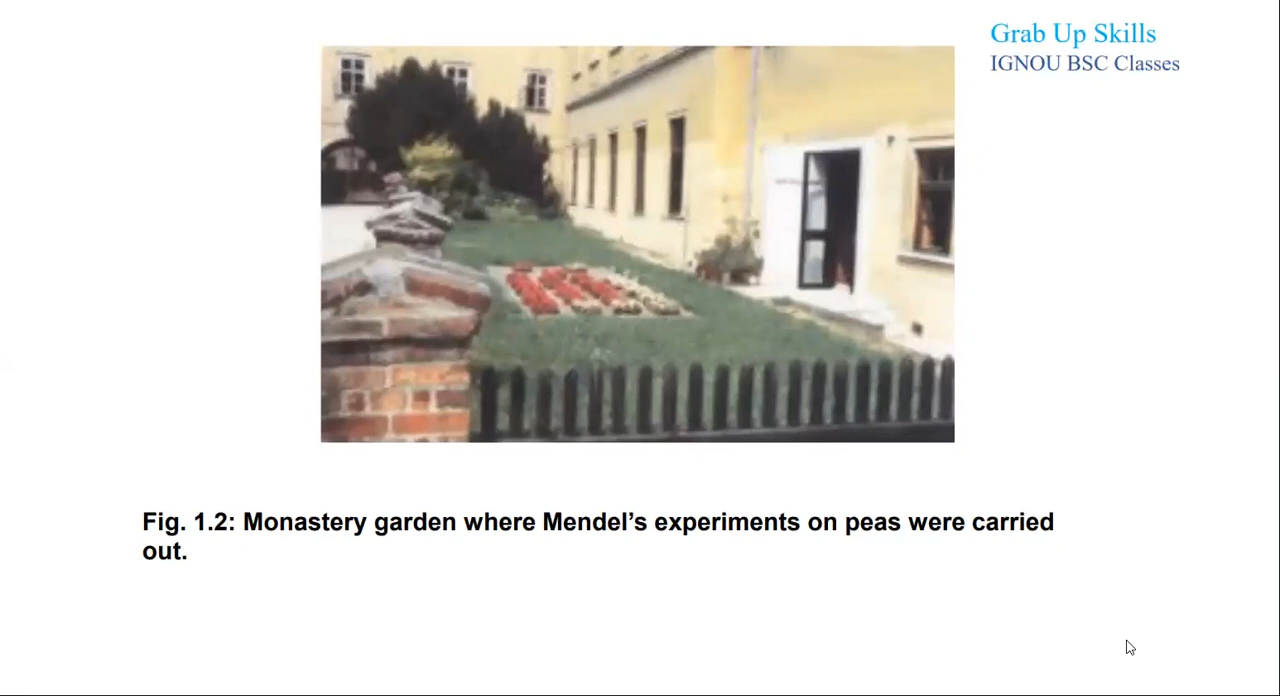 Grab Up Skills
IGNOU BSC Classes
Fig. 1.2: Monastery garden where Mendel’s experiments on peas were carried
out.